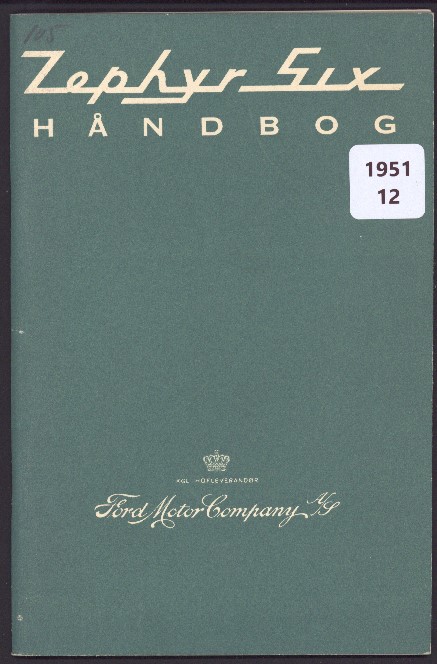 105
Zephyr Six
HÅNDBOG
1951
12
KGL. HOFLEVERANDØR
Ford Motor Company A/S